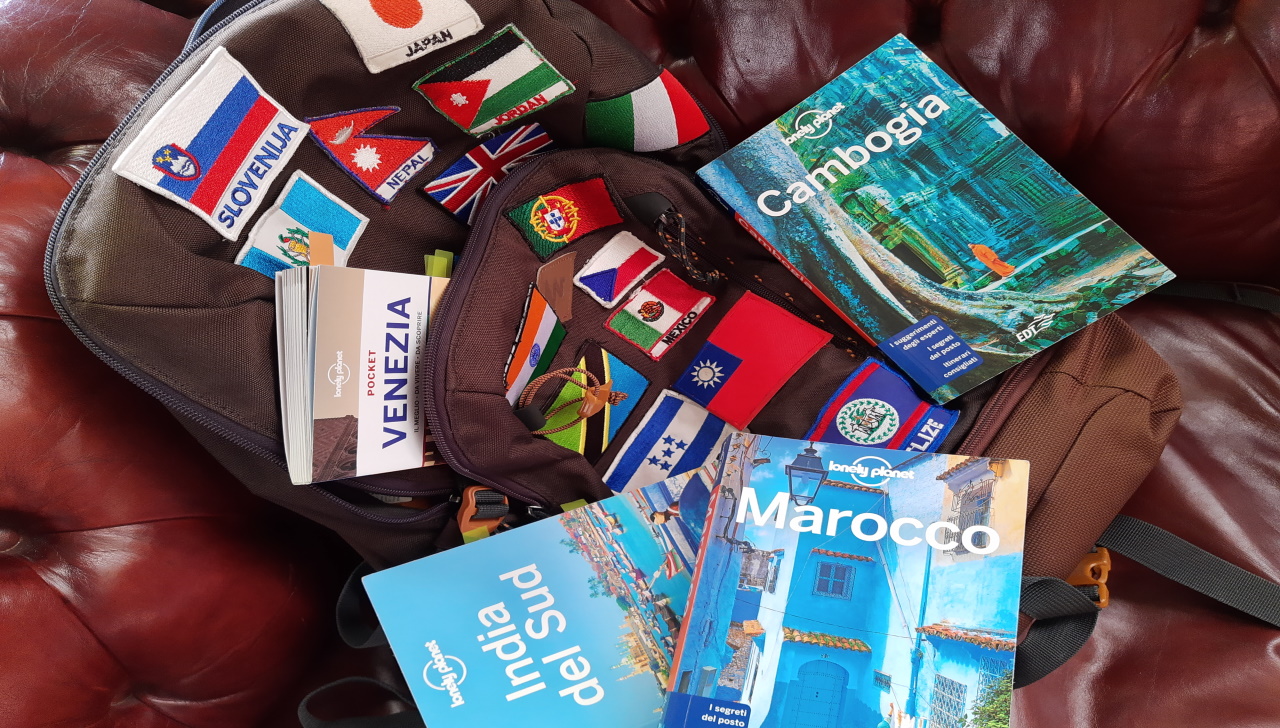 JAPAN
SLOVENIJA
NEPAL
JORDAN
MEXICO
LIZE
lonely planet
Cambogia
I suggerimenti
degli esperti
I segreti
del posto
Itinerari
consigliati
EDT
lonely planet
POCKET
VENEZIA
IL MEGLIO DA VIVERE DA SCOPRIRE
lonely planet
India
del Sud
lonely planet
Marocco
I segreti
del posto